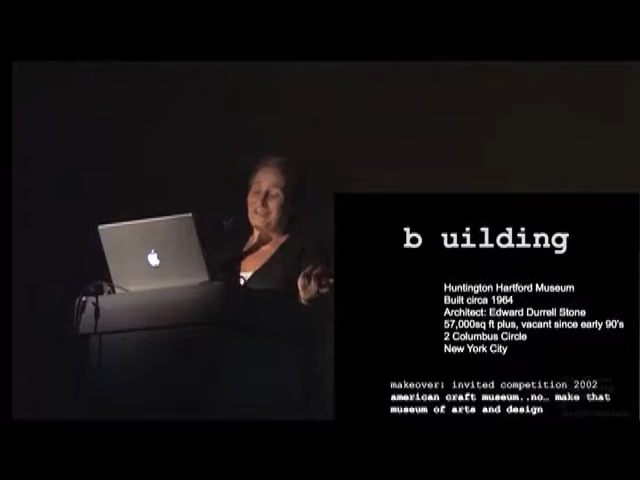 b uilding
Huntington Hartford Museum
Built circa 1964
Architect: Edward Durrell Stone
57,000sq ft plus, vacant since early 90's
2 Columbus Circle
New York City
makeover: invited competition 2002
american craft museum..no… make that
museum of arts and design